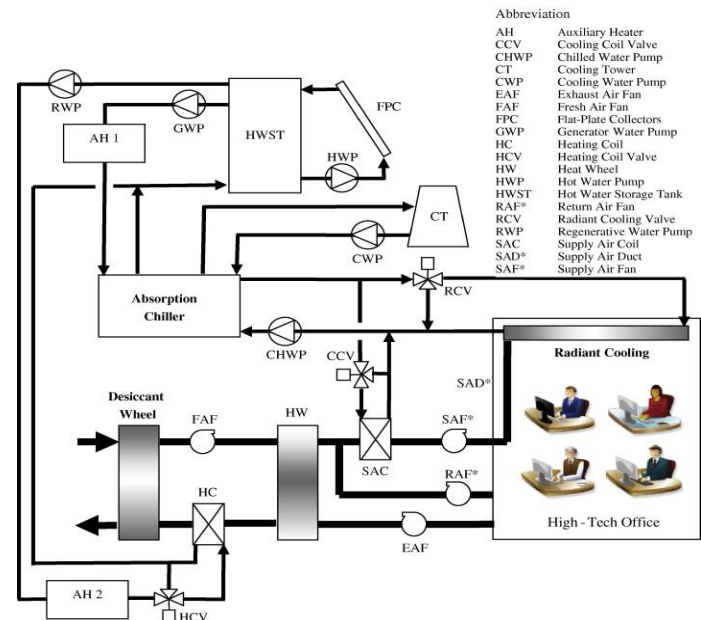 Abbreviation
AH Auxiliary Heater
CCV Cooling Coil Valve
CHWP Chilled Water Pump
CT Cooling Tower
CWP Cooling Water Pump
EAF Exhaust Air Fan
FAF Fresh Air Fan
FPC Flat-Plate Collectors
GWP Generator Water Pump
HC Heating Coil
HCV Heating Coil Valve
HW Heat Wheel
HWP Hot Water Pump
HWST Hot Water Storage Tank
RAF* Return Air Fan
RCV Radiant Cooling Valve
RWP Regenerative Water Pump
SAC Supply Air Coil
SAD* Supply Air Duct
SAF* Supply Air Fan
RWP
GWP
HWST
FPC
AH 1
HWP
CT
CWP
Absorption
Chiller
RCV
CHWP
Radiant Cooling
CCV
SAD*
Desiccant
Wheel
FAF
HW
SAF*
SAC
RAF*
HC
High - Tech Office
EAF
AH 2
HCV